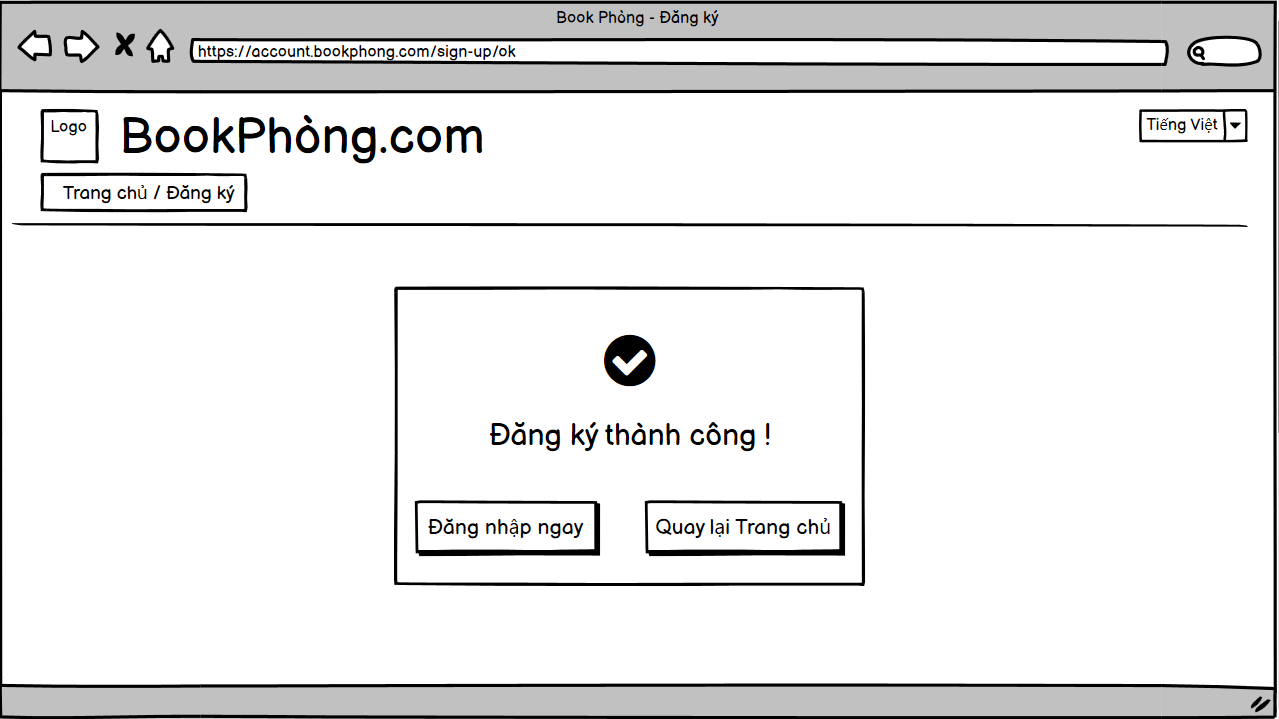 Book Phòng - Đăng ký
https://account.bookphong.com/sign-up/ok
Logo
BookPhòng.com
Tiếng Việt
Trang chủ / Đăng ký
Đăng ký thành công !
Đăng nhập ngay
Quay lại Trang chủ